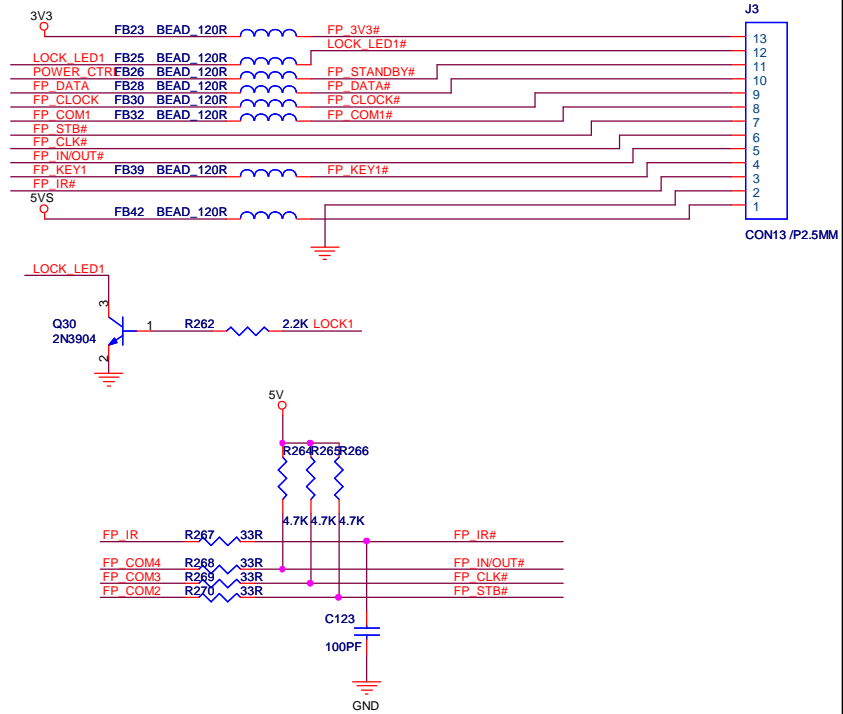 J3
3V3
FB23 BEAD_120R FP_3V3# 13
LOCK_LED1# 12
LOCK_LED1 FB25 BEAD_120R 11
POWER_CTRL FB26 BEAD_120R FP_STANDBY# 10
FP_DATA FB28 BEAD_120R FP_DATA# 9
FP_CLOCK FB30 BEAD_120R FP_CLOCK# 8
FP_COM1 FB32 BEAD_120R FP_COM1# 7
FP_STB# 6
FP_CLK# 5
FP_IN/OUT# 4
FP_KEY1 FB39 BEAD_120R FP_KEY1# 3
FP_IR# 2
5VS 1
FB42 BEAD_120R
CON13 /P2.5MM
LOCK_LED1
3
Q30 1 R262 2.2K LOCK1
2N3904
2
5V
R264 R265 R266
4.7K 4.7K 4.7K
FP_IR R267 33R FP_IR#
FP_COM4 R268 33R FP_IN/OUT#
FP_COM3 R269 33R FP_CLK#
FP_COM2 R270 33R FP_STB#
C123
100PF
GND